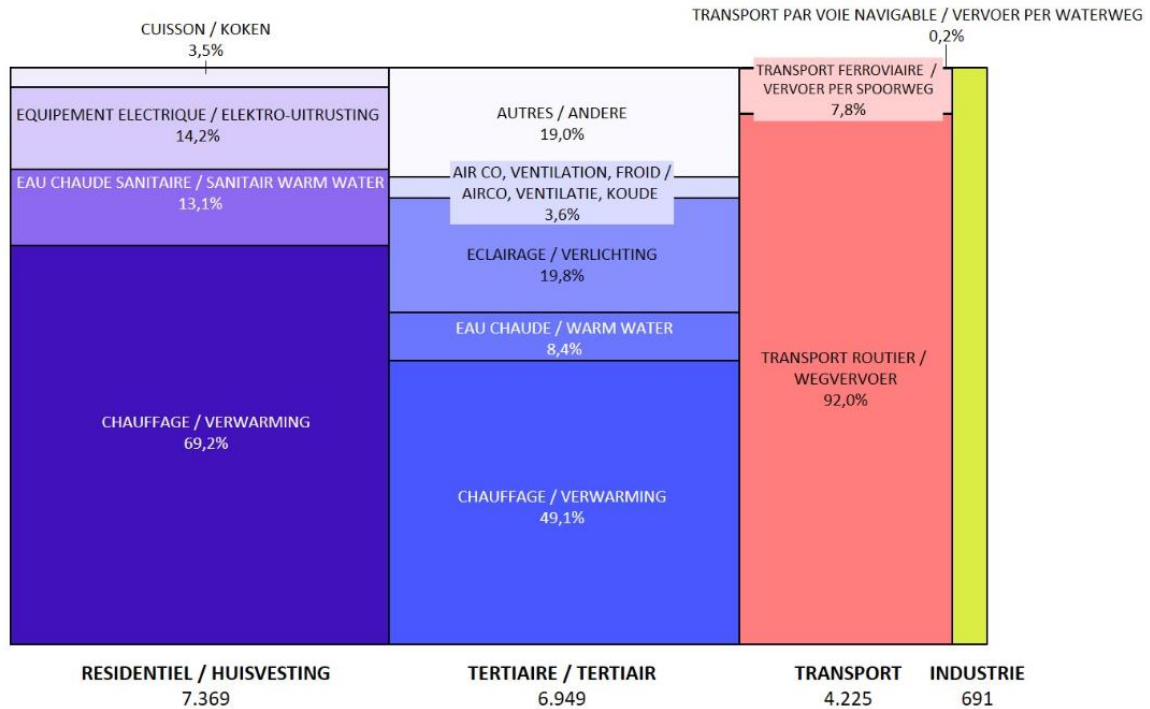 CUISSON / KOKEN
3,5%
EQUIPEMENT ELECTRIQUE / ELEKTRO-UITRUSTING
14,2%
EAU CHAUDE SANITAIRE / SANITAIR WARM WATER
13,1%
CHAUFFAGE / VERWARMING
69,2%
RESIDENTIEL / HUISVESTING
7.369
AUTRES / ANDERE
19,0%
AIR CO, VENTILATION, FROID /
AIRCO, VENTILATIE, KOUDE
3,6%
ECLAIRAGE / VERLICHTING
19,8%
EAU CHAUDE / WARM WATER
8,4%
CHAUFFAGE / VERWARMING
49,1%
TERTIAIRE / TERTIAIR
6.949
TRANSPORT PAR VOIE NAVIGABLE / VERVOER PER WATERWEG
0,2%
TRANSPORT FERROVIAIRE /
VERVOER PER SPOORWEG
7,8%
TRANSPORT ROUTIER /
WEGVERVOER
92,0%
TRANSPORT
4.225
INDUSTRIE
691